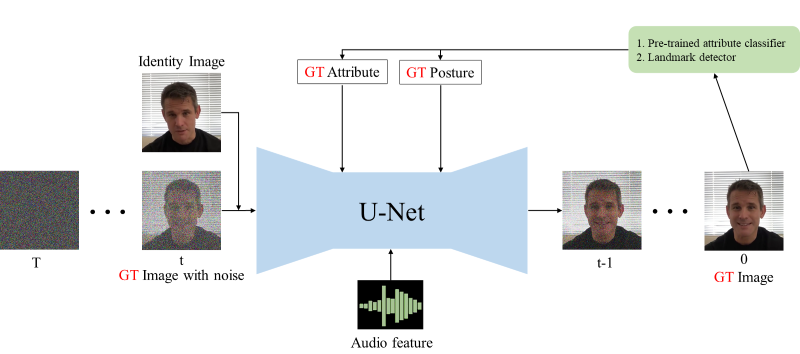 1. Pre-trained attribute classifier
2. Landmark detector
Identity Image
GT Attribute
GT Posture
U-Net
T
t
GT Image with noise
t-1
0
GT Image
Audio feature